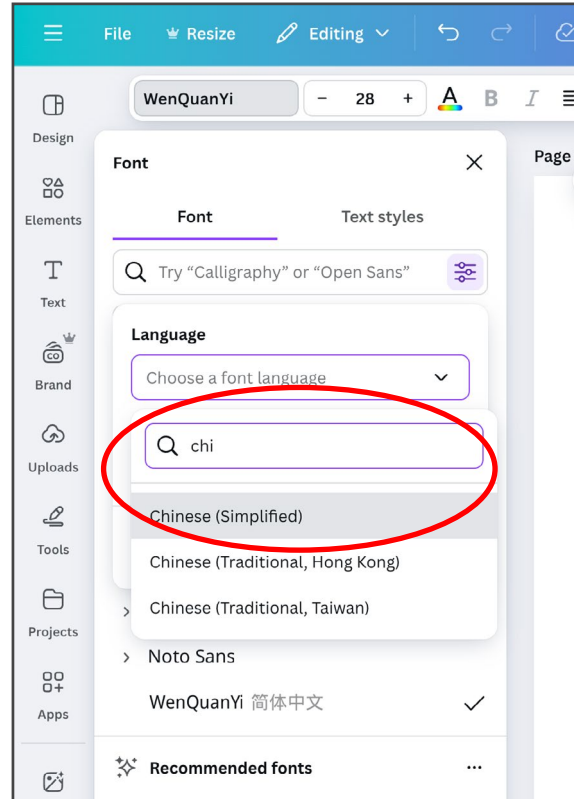 File Resize Editing
WenQuanYi – 28 + A B I
Design
Font
Page
Font Text styles
Elements
Try “Calligraphy” or “Open Sans”
Text
Language
Choose a font language
CO
Brand
chi
Uploads
Chinese (Simplified)
Tools
Chinese (Traditional, Hong Kong)
Chinese (Traditional, Taiwan)
Projects
Noto Sans
WenQuanYi 简体中文
Apps
Recommended fonts ...